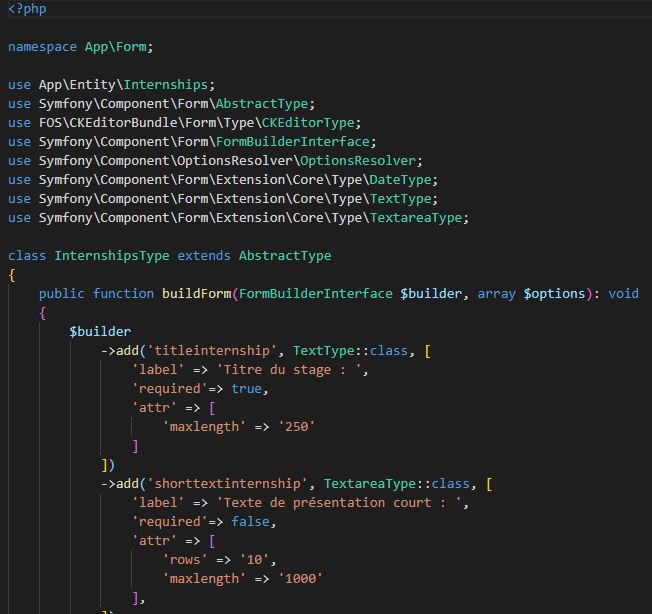 <?php
namespace App\Form;
use App\Entity\Internships;
use Symfony\Component\Form\AbstractType;
use FOS\CKEditorBundle\Form\Type\CKEditorType;
use Symfony\Component\Form\FormBuilderInterface;
use Symfony\Component\OptionsResolver\OptionsResolver;
use Symfony\Component\Form\Extension\Core\Type\DateType;
use Symfony\Component\Form\Extension\Core\Type\TextType;
use Symfony\Component\Form\Extension\Core\Type\TextareaType;
class InternshipsType extends AbstractType
{
public function buildForm(FormBuilderInterface $builder, array $options): void
{
$builder
->add('titleinternship', TextType::class, [
'label' => 'Titre du stage : ',
'required'=> true,
'attr' => [
'maxlength' => '250'
]
])
->add('shorttextinternship', TextareaType::class, [
'label' => 'Texte de présentation court : ',
'required'=> false,
'attr' => [
'rows' => '10',
'maxlength' => '1000'
],
])